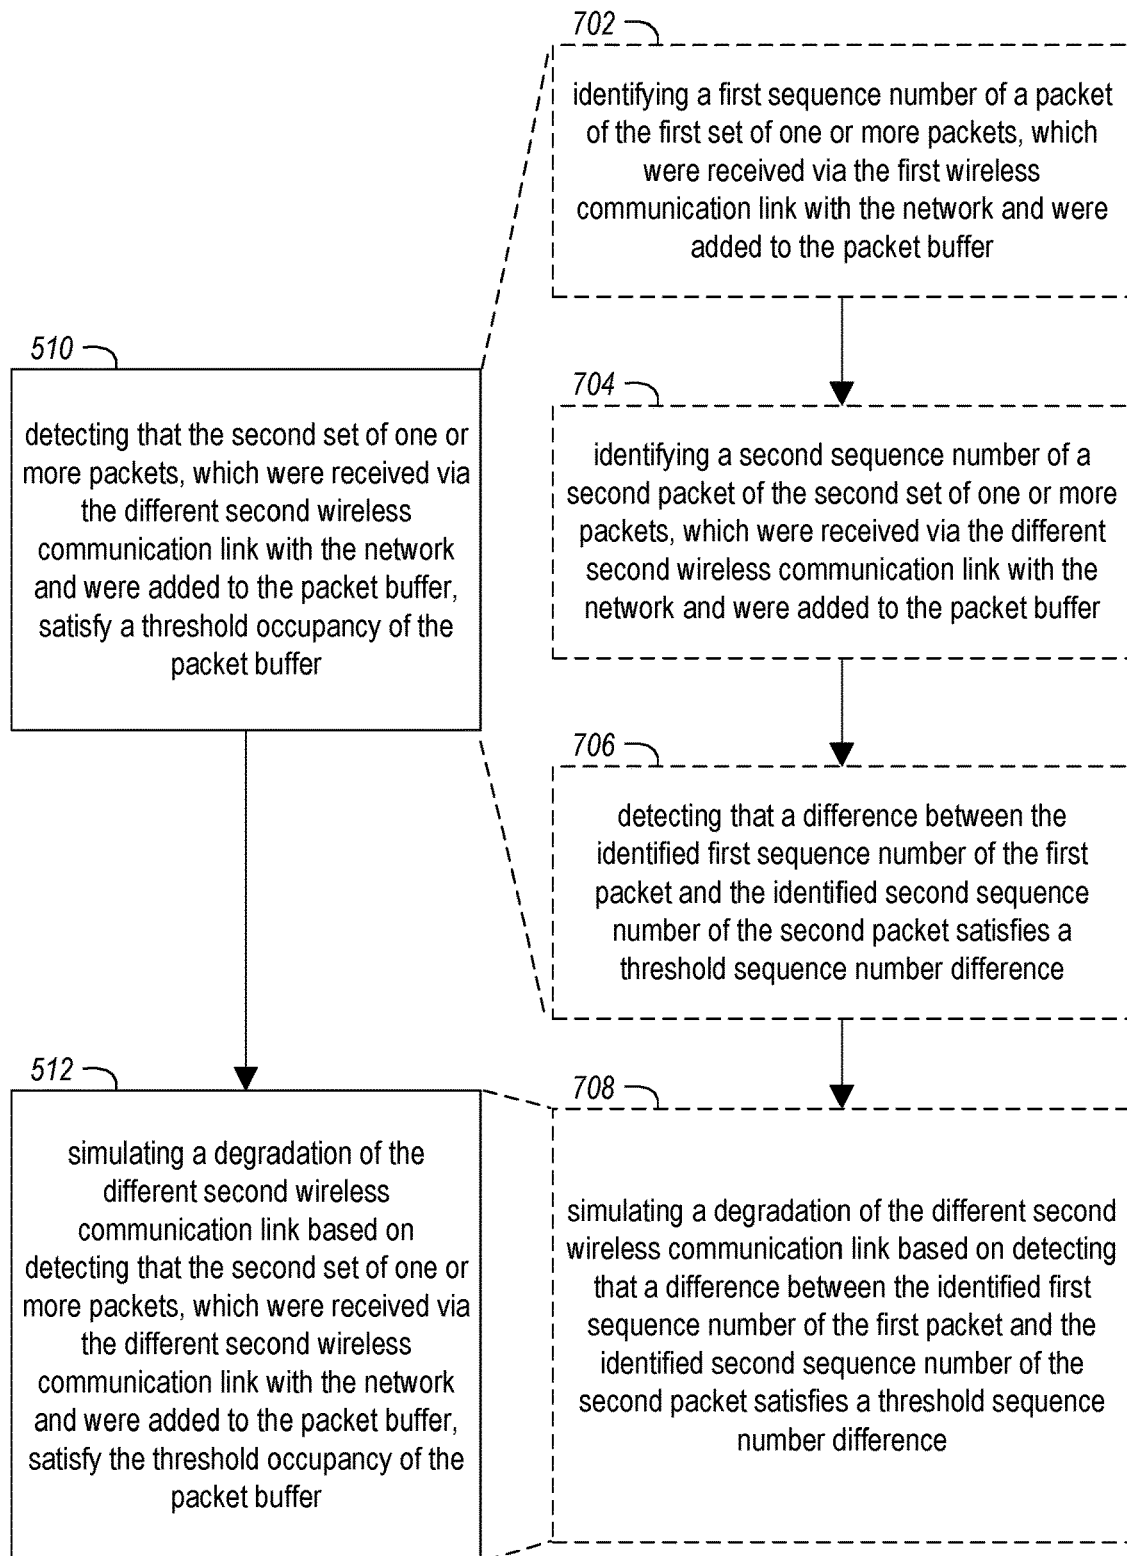 702
identifying a first sequence number of a packet
of the first set of one or more packets, which
were received via the first wireless
communication link with the network and were
added to the packet buffer
510
detecting that the second set of one or
more packets, which were received via
the different second wireless
communication link with the network
and were added to the packet buffer,
satisfy a threshold occupancy of the
packet buffer
704
identifying a second sequence number of a
second packet of the second set of one or more
packets, which were received via the different
second wireless communication link with the
network and were added to the packet buffer
706
detecting that a difference between the
identified first sequence number of the first
packet and the identified second sequence
number of the second packet satisfies a
threshold sequence number difference
512
simulating a degradation of the
different second wireless
communication link based on
detecting that the second set of one or
more packets, which were received via
the different second wireless
communication link with the network
and were added to the packet buffer,
satisfy the threshold occupancy of the
packet buffer
708
simulating a degradation of the different second
wireless communication link based on detecting
that a difference between the identified first
sequence number of the first packet and the
identified second sequence number of the
second packet satisfies a threshold sequence
number difference